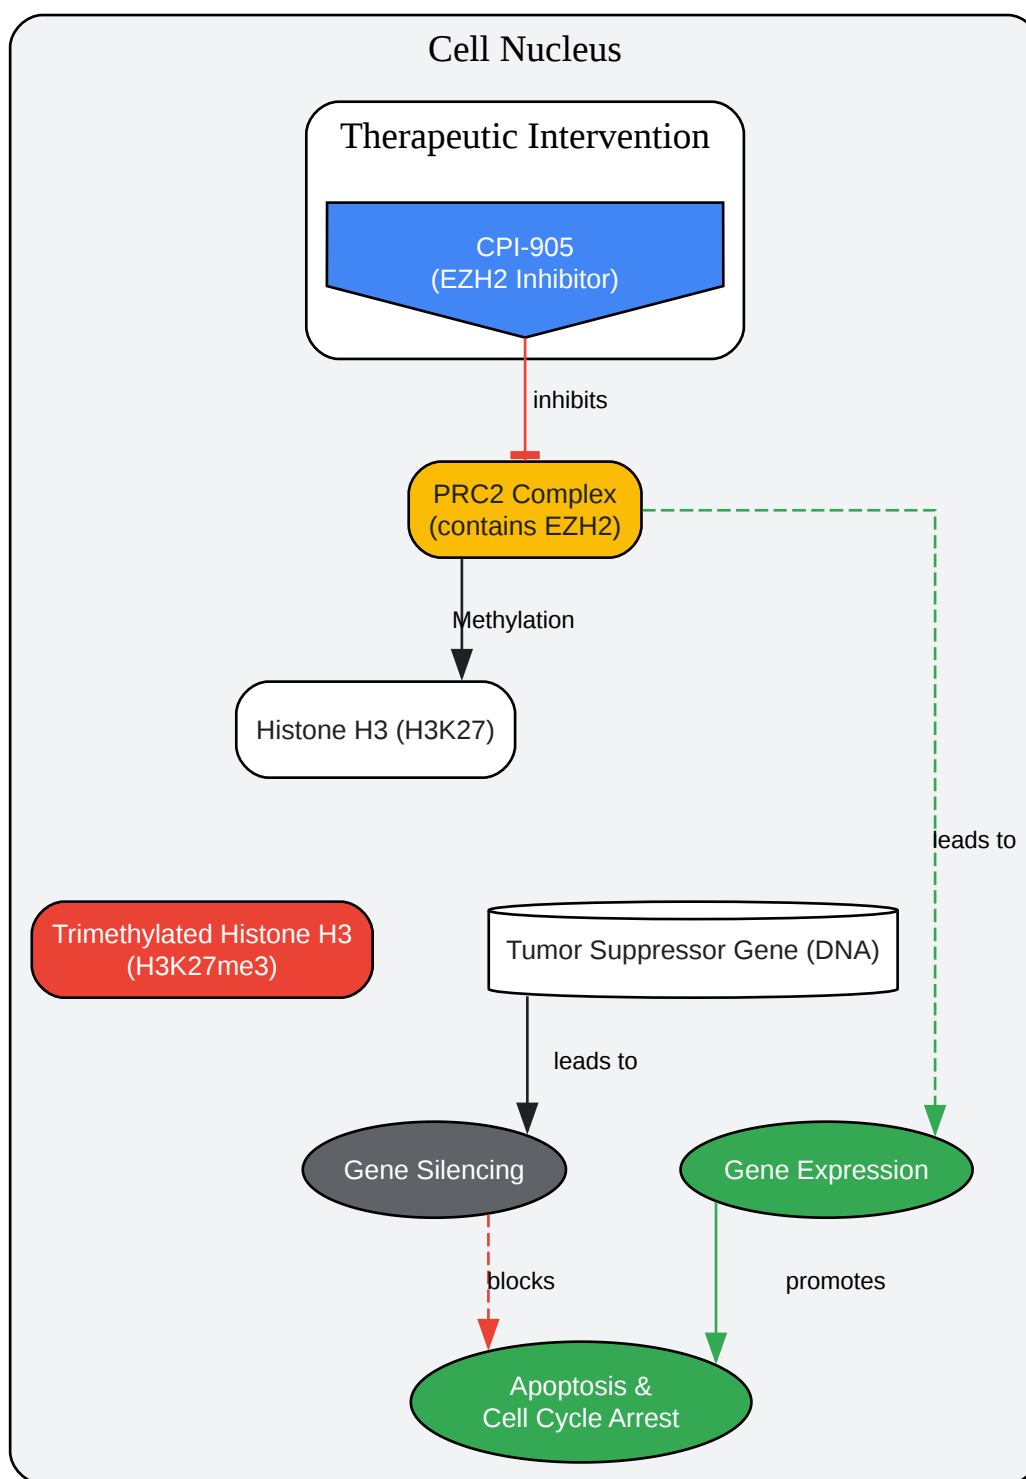 Cell Nucleus
Therapeutic Intervention
CPI-905
(EZH2 Inhibitor)
inhibits
PRC2 Complex
(contains EZH2)
Methylation
Histone H3 (H3K27)
leads to
Trimethylated Histone H3
(H3K27me3)
Tumor Suppressor Gene (DNA)
leads to
Gene Silencing
Gene Expression
blocks
promotes
Apoptosis &
Cell Cycle Arrest